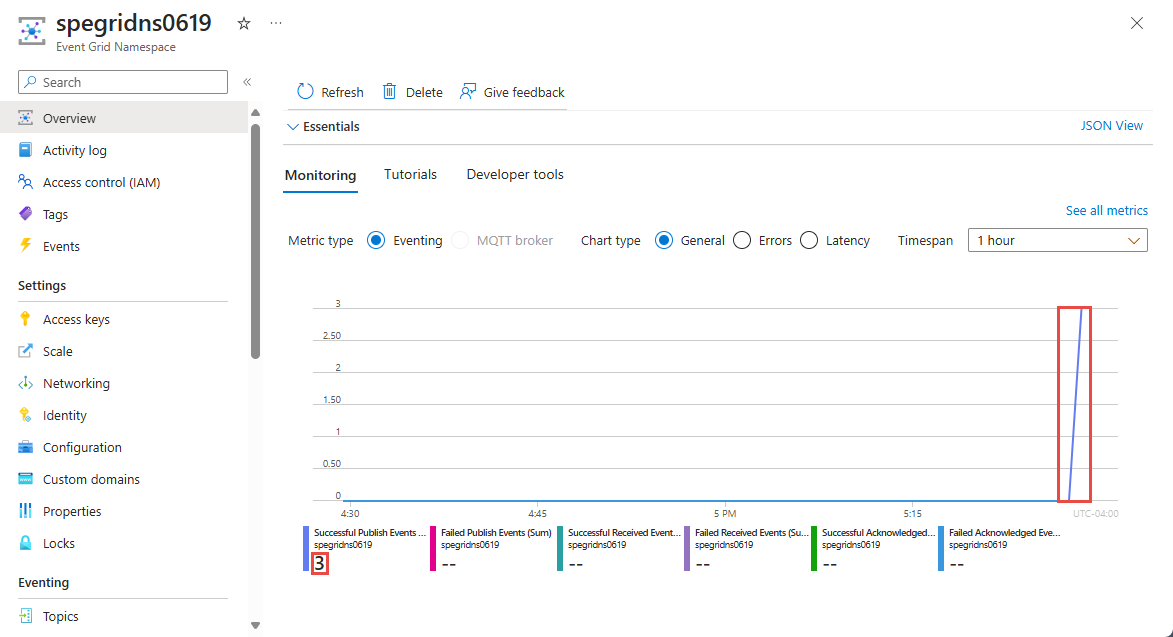 spegridns0619
...
Event Grid Namespace
Search
«
Overview
Activity log
Access control (IAM)
Tags
Events
Settings
Access keys
Scale
Networking
Identity
Configuration
Custom domains
Properties
Locks
Eventing
Topics
Refresh Delete Give feedback
Essentials JSON View
Monitoring Tutorials Developer tools
See all metrics
Metric type Eventing MQTT broker Chart type General Errors Latency Timespan 1 hour
3
2.50
2
1.50
1
0.50
0
4:30 4:45 5 PM 5:15 UTC-04:00
Successful Publish Events ... Failed Publish Events (Sum) Successful Received Event... Failed Received Events (Su... Successful Acknowledged... Failed Acknowledged Eve...
spegridns0619 spegridns0619 spegridns0619 spegridns0619 spegridns0619 spegridns0619
3 -- -- -- -- --